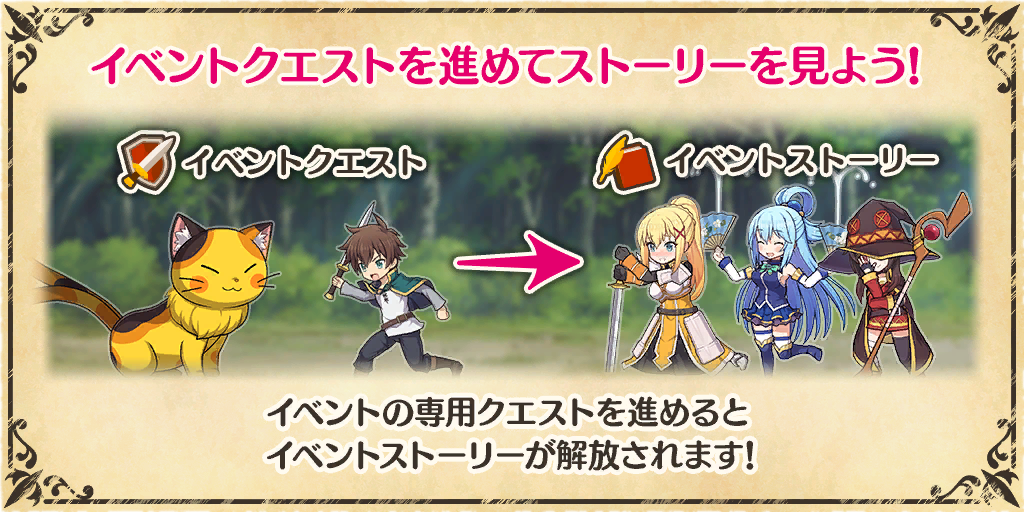 イベントクエストを進めてストーリーを見よう!
イベントクエスト
イベントストーリー
イベントの専用クエストを進めると
イベントストーリーが解放されます!